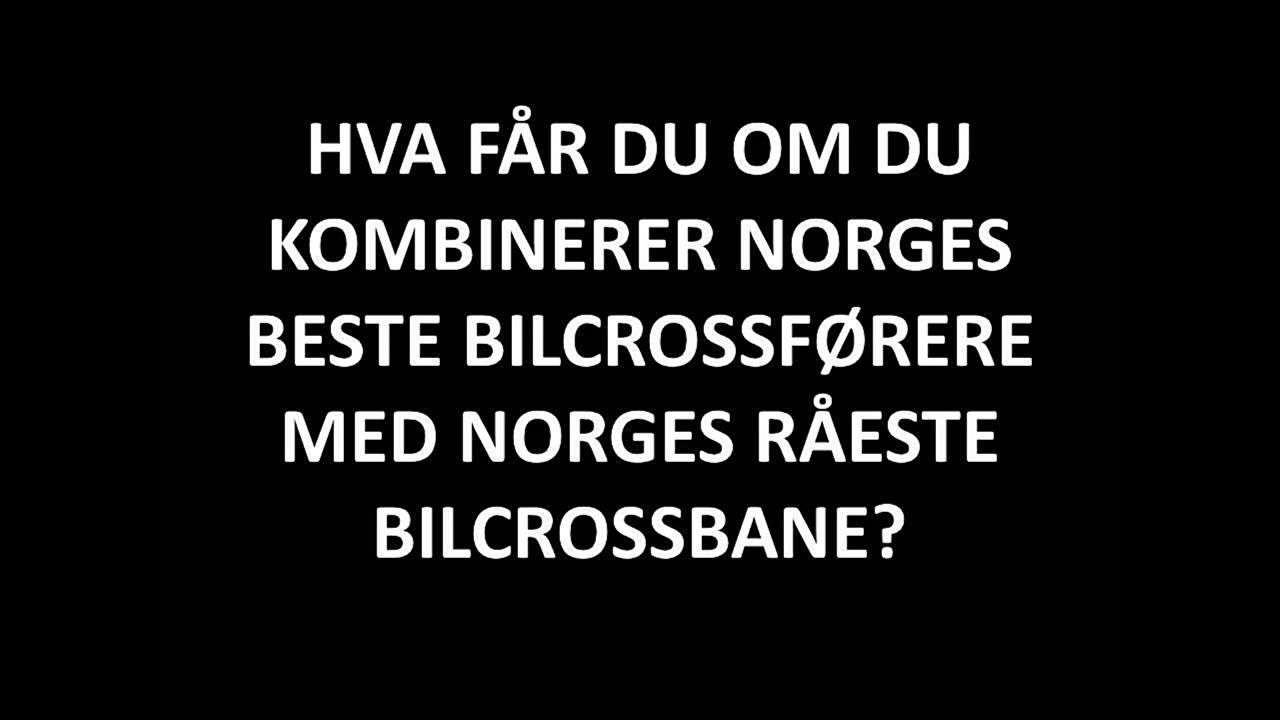 HVA FÅR DU OM DU
KOMBINERER NORGES
BESTE BILCROSSFØRERE
MED NORGES RÅESTE
BILCROSSBANE?